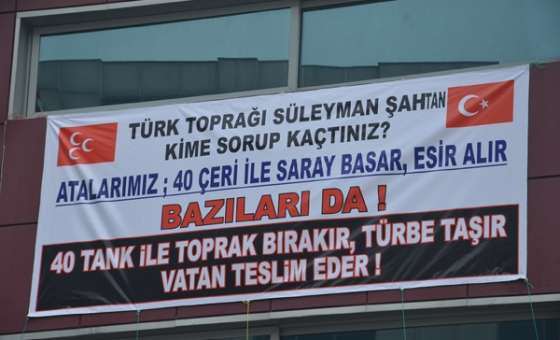 TÜRK TOPRAĞI SÜLEYMAN ŞAHTAN
KİME SORUP KAÇTINIZ?
ATALARIMIZ ; 40 ÇERİ İLE SARAY BASAR, ESİR ALIR
BAZILARI DA !
40 TANK İLE TOPRAK BIRAKIR, TÜRBE TAŞIR
VATAN TESLİM EDER !